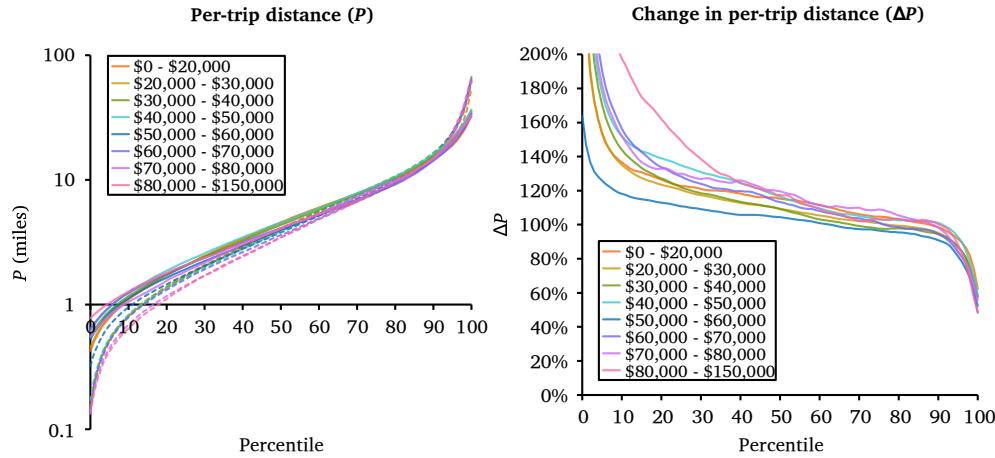 Per-trip distance (P)
100
10
1
0.1
P (miles)
$0 - $20,000
$20,000 - $30,000
$30,000 - $40,000
$40,000 - $50,000
$50,000 - $60,000
$60,000 - $70,000
$70,000 - $80,000
$80,000 - $150,000
0 10 20 30 40 50 60 70 80 90 100
Percentile
Change in per-trip distance (ΔP)
200%
180%
160%
140%
120%
100%
80%
60%
40%
20%
0%
ΔP
$0 - $20,000
$20,000 - $30,000
$30,000 - $40,000
$40,000 - $50,000
$50,000 - $60,000
$60,000 - $70,000
$70,000 - $80,000
$80,000 - $150,000
0 10 20 30 40 50 60 70 80 90 100
Percentile